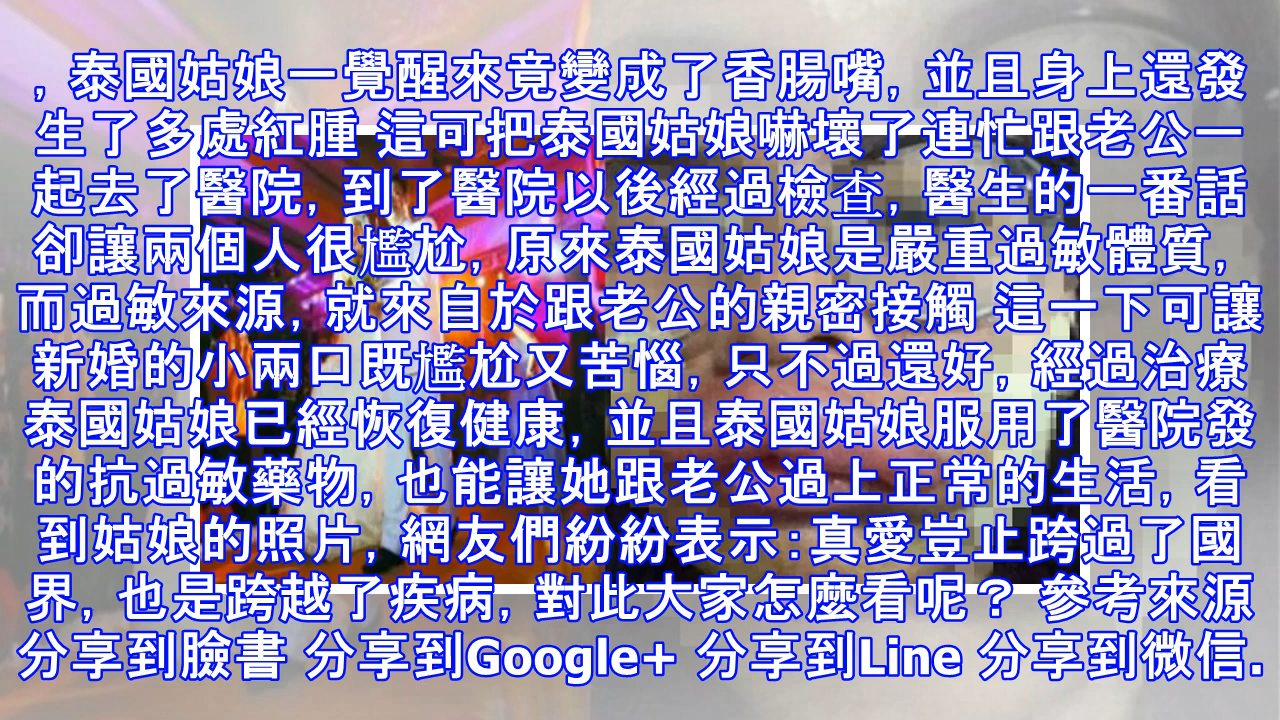 , 泰國姑娘一覺醒來竟變成了香腸嘴, 並且身上還發
生了多處紅腫 這可把泰國姑娘嚇壞了連忙跟老公一
起去了醫院, 到了醫院以後經過檢查, 醫生的一番話
卻讓兩個人很尷尬, 原來泰國姑娘是嚴重過敏體質,
而過敏來源, 就來自於跟老公的親密接觸 這一下可讓
新婚的小兩口既尷尬又苦惱, 只不過還好, 經過治療
泰國姑娘已經恢復健康, 並且泰國姑娘服用了醫院發
的抗過敏藥物, 也能讓她跟老公過上正常的生活, 看
到姑娘的照片, 網友們紛紛表示:真愛豈止跨過了國
界, 也是跨越了疾病, 對此大家怎麼看呢？ 參考來源
分享到臉書 分享到Google+ 分享到Line 分享到微信.